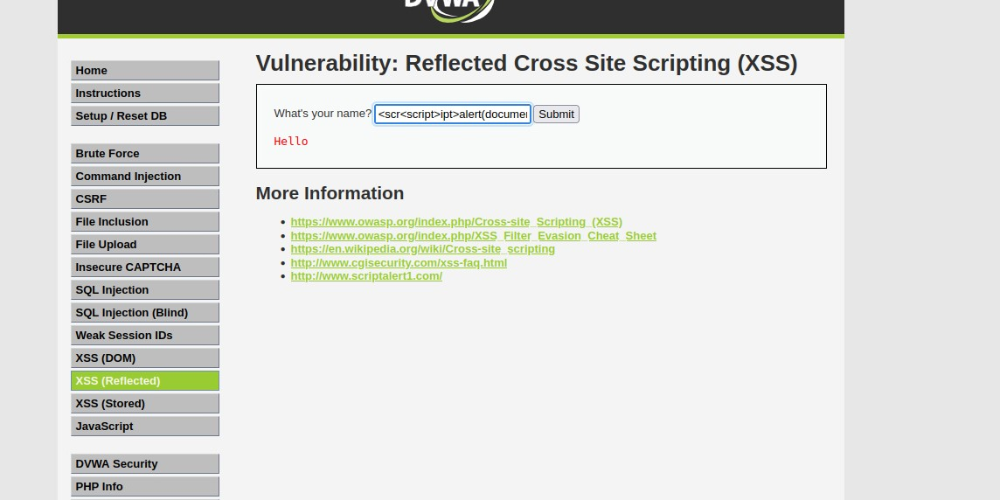 DVWA
Home
Instructions
Setup / Reset DB
Brute Force
Command Injection
CSRF
File Inclusion
File Upload
Insecure CAPTCHA
SQL Injection
SQL Injection (Blind)
Weak Session IDs
XSS (DOM)
XSS (Reflected)
XSS (Stored)
JavaScript
DVWA Security
PHP Info
Vulnerability: Reflected Cross Site Scripting (XSS)
What's your name? <scr<script>ipt>alert(documen Submit
Hello
More Information
https://www.owasp.org/index.php/Cross-site_Scripting_(XSS)
https://www.owasp.org/index.php/XSS_Filter_Evasion_Cheat_Sheet
https://en.wikipedia.org/wiki/Cross-site_scripting
http://www.cgisecurity.com/xss-faq.html
http://www.scriptalert1.com/